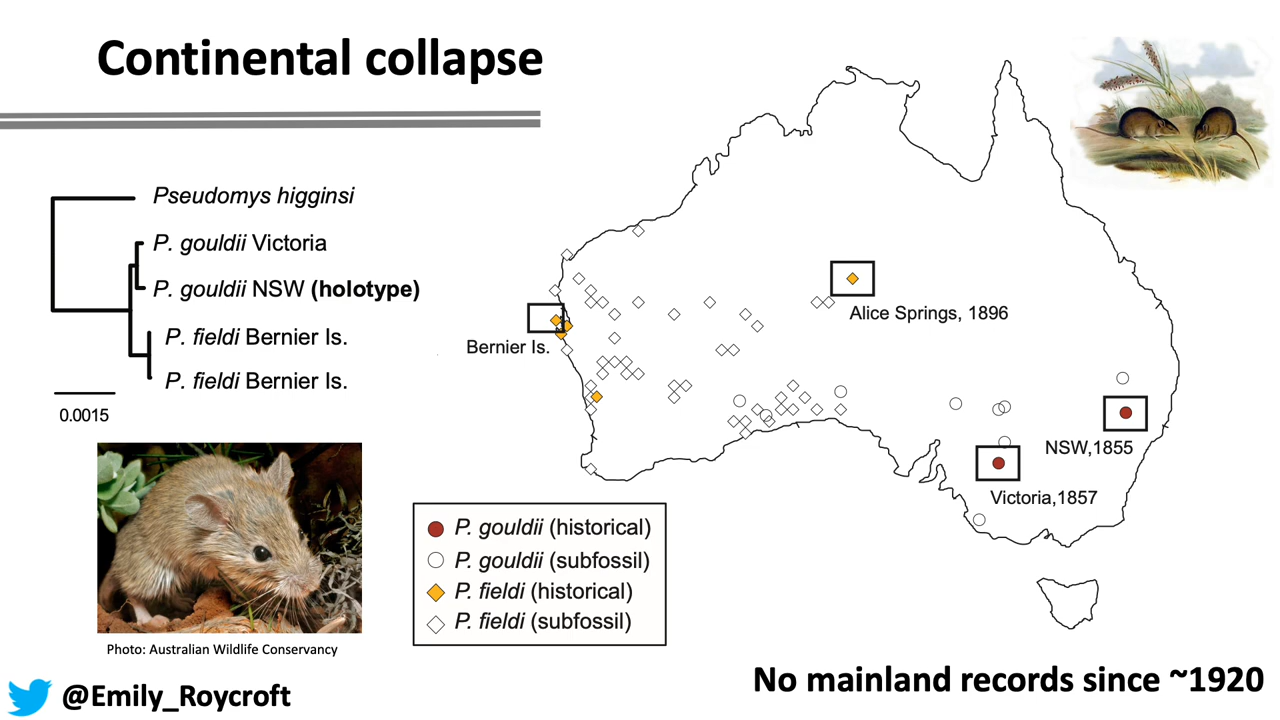 Continental collapse
Pseudomys higginsi
P. gouldii Victoria
P. gouldii NSW (holotype)
P. fieldi Bernier Is.
P. fieldi Bernier Is.
0.0015
Photo: Australian Wildlife Conservancy
@Emily_Roycroft
Bernier Is.
Alice Springs, 1896
NSW,1855
Victoria,1857
P. gouldii (historical)
P. gouldii (subfossil)
P. fieldi (historical)
P. fieldi (subfossil)
No mainland records since ~1920